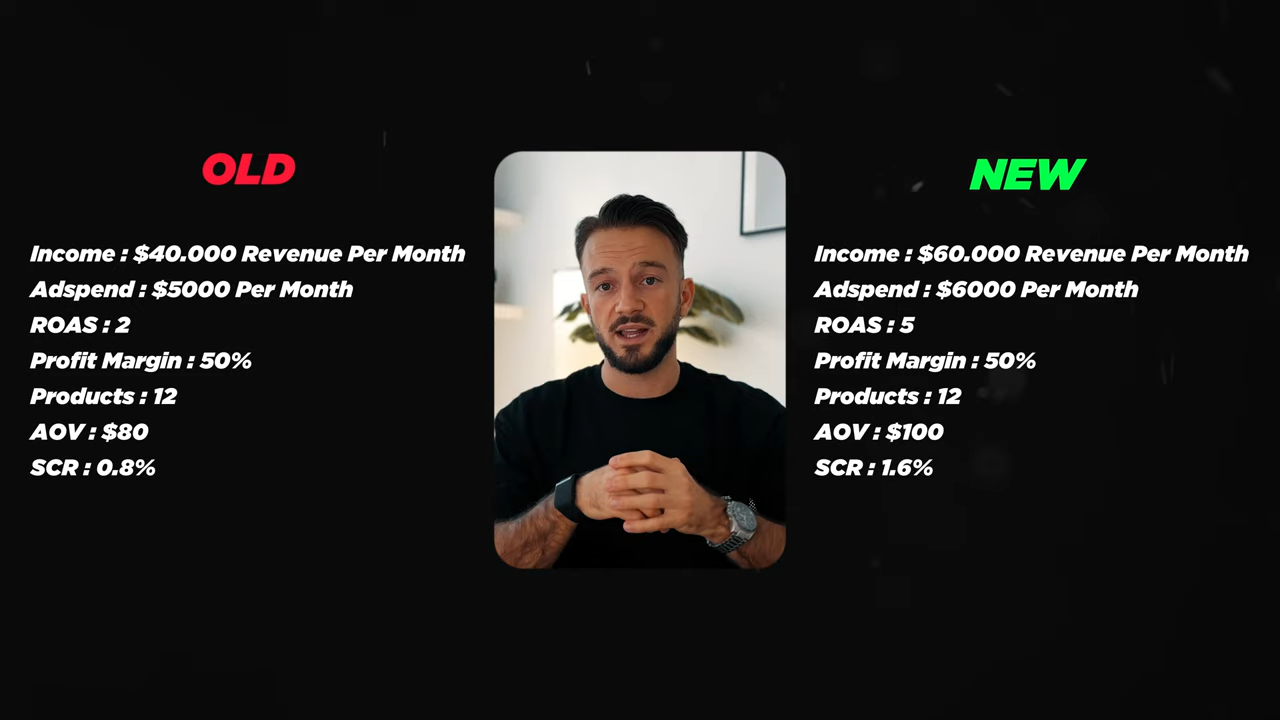 OLD
Income : $40.000 Revenue Per Month
Adspend : $5000 Per Month
ROAS : 2
Profit Margin : 50%
Products : 12
AOV : $80
SCR : 0.8%
NEW
Income : $60.000 Revenue Per Month
Adspend : $6000 Per Month
ROAS : 5
Profit Margin : 50%
Products : 12
AOV : $100
SCR : 1.6%